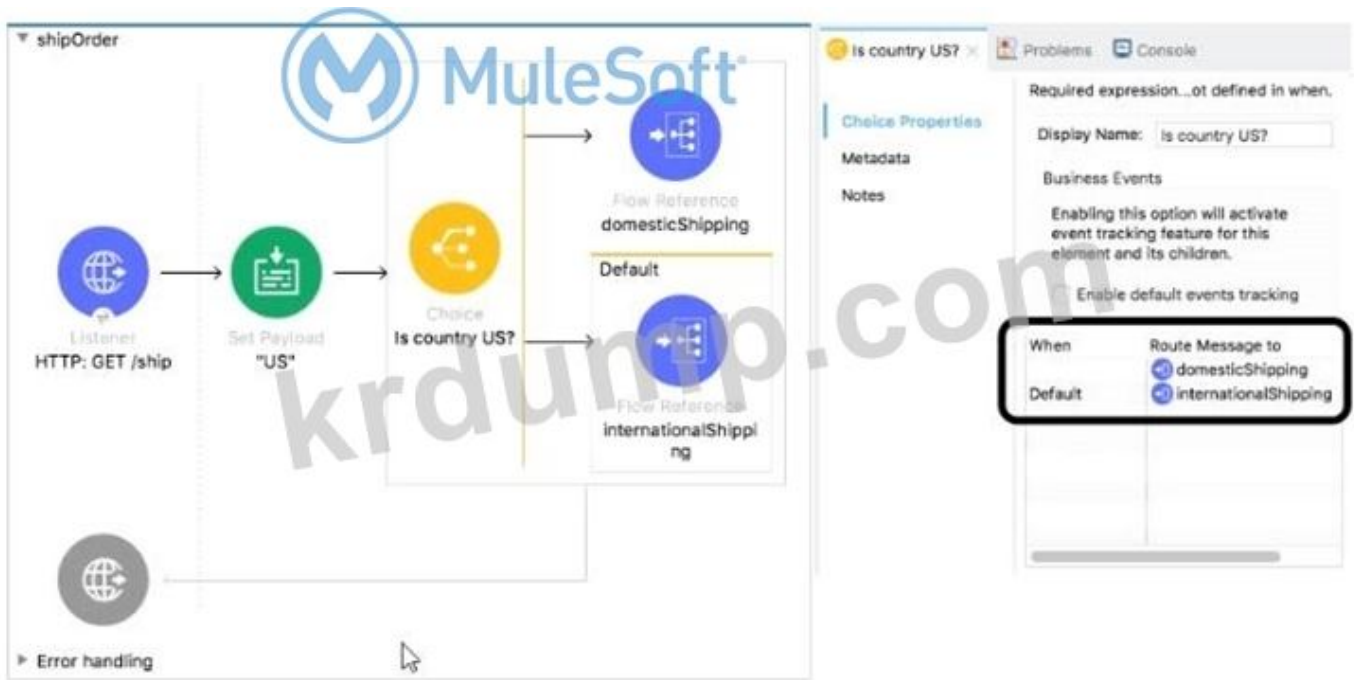 shipOrder
MuleSoft
Flow Reference
domesticShipping
Default
Listener
HTTP: GET /ship
Set Payload
"US"
Choice
Is country US?
Flow Reference
internationalShippi
ng
Error handling
Is country US?
Problems
Console
Required expression...ot defined in when.
Choice Properties
Metadata
Notes
Display Name:
Is country US?
Business Events
Enabling this option will activate
event tracking feature for this
element and its children.
Enable default events tracking
When
Route Message to
domesticShipping
Default
internationalShipping
krdump.com